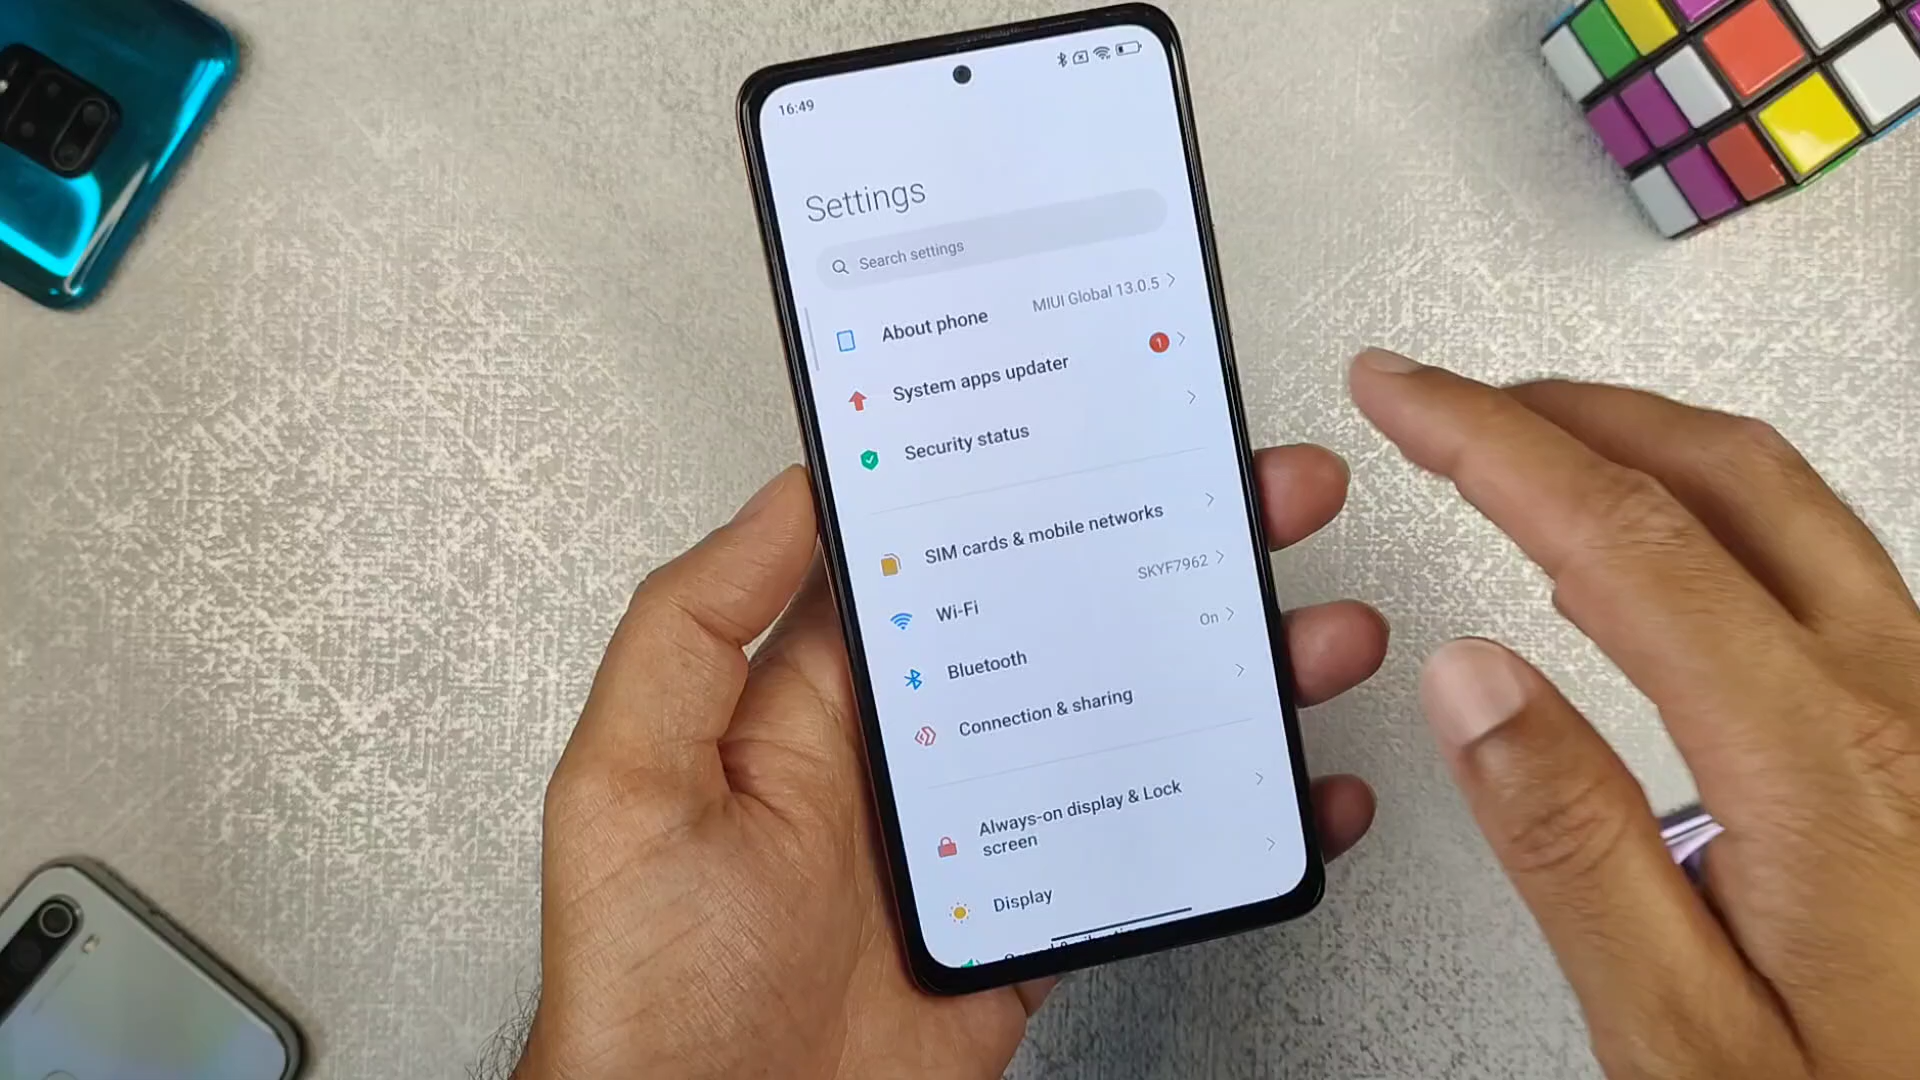 16:49
Settings
Search settings
About phone
MIUI Global 13.0.5
System apps updater
1
Security status
SIM cards & mobile networks
Wi-Fi
SKYF7962
Bluetooth
On
Connection & sharing
Always-on display & Lock
screen
Display